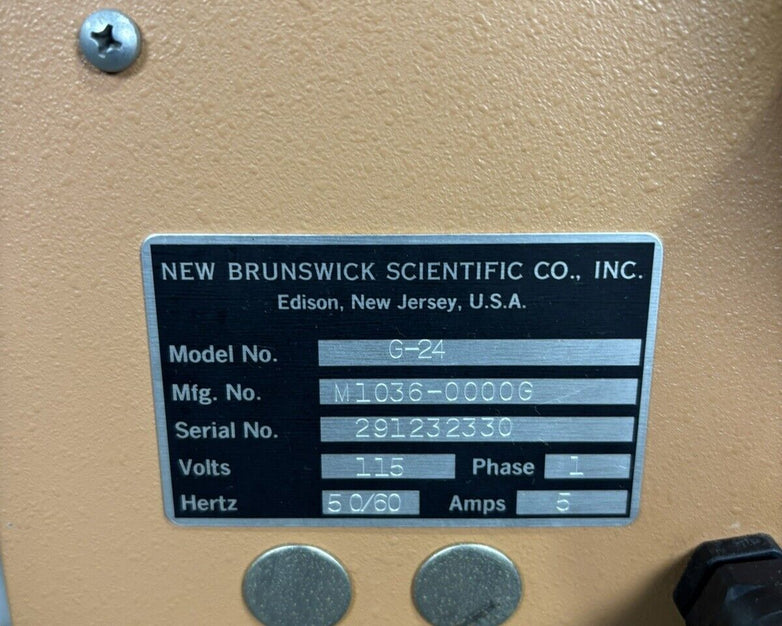 NEW BRUNSWICK SCIENTIFIC CO., INC.
Edison, New Jersey, U.S.A.
Model No. G-24
Mfg. No. M1036-0000G
Serial No. 291232330
Volts 115 Phase 1
Hertz 50/60 Amps 5